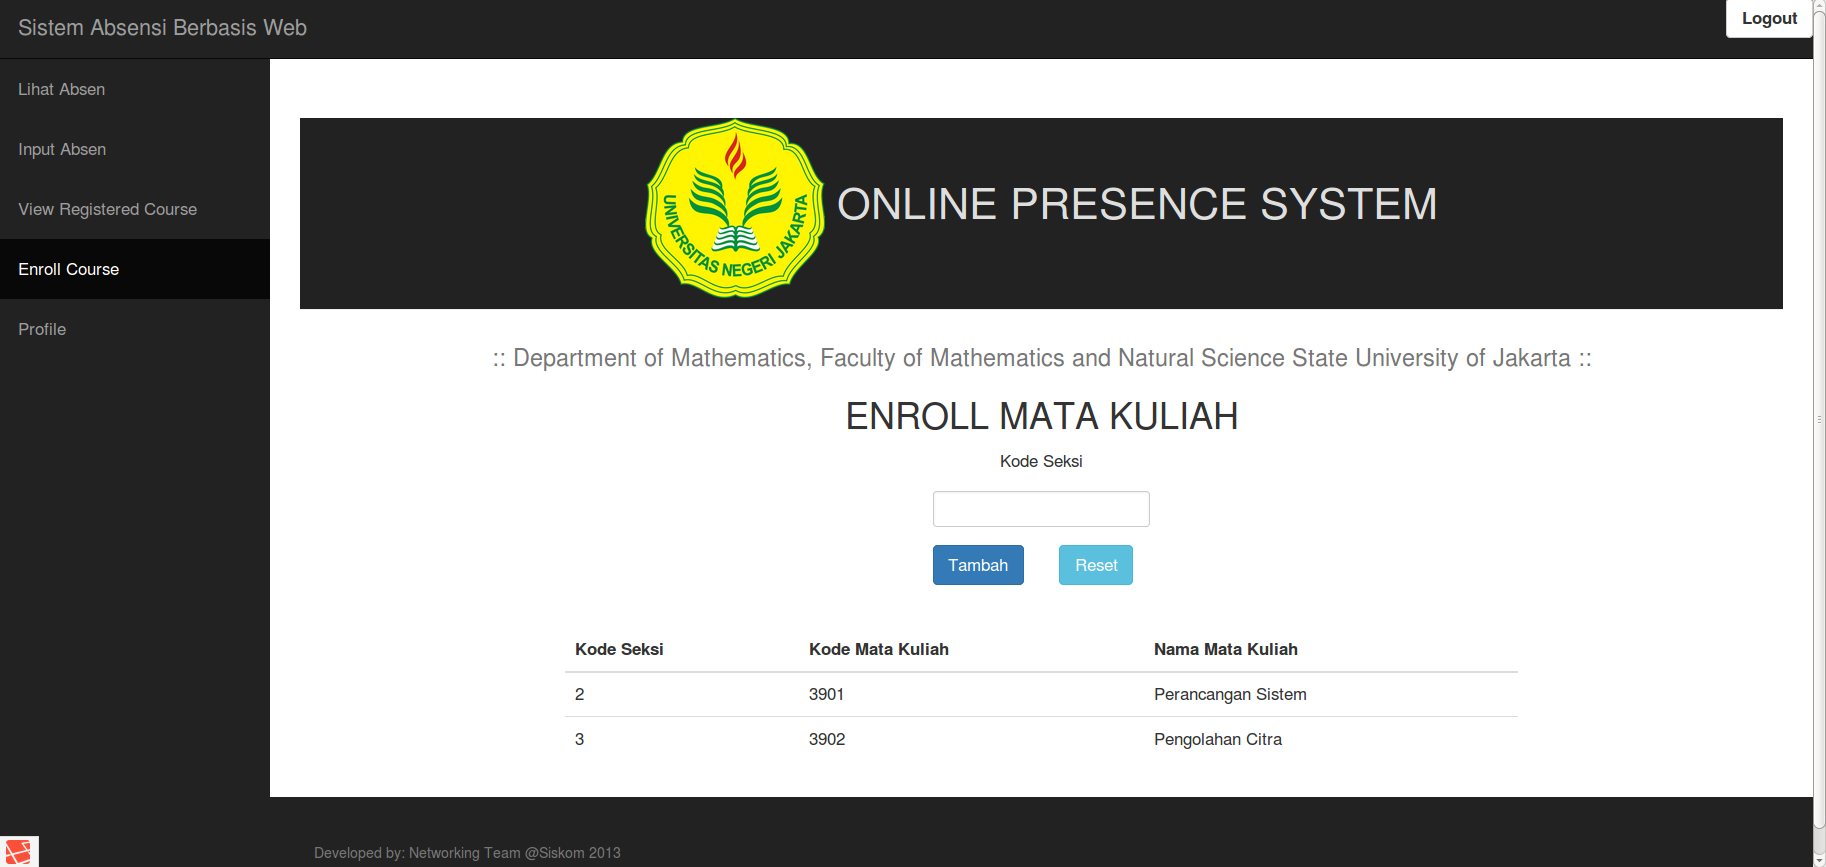 Sistem Absensi Berbasis Web
Logout
Lihat Absen
Input Absen
View Registered Course
Enroll Course
Profile
UNIVERSITAS NEGERI JAKARTA
ONLINE PRESENCE SYSTEM
:: Department of Mathematics, Faculty of Mathematics and Natural Science State University of Jakarta ::
ENROLL MATA KULIAH
Kode Seksi
Tambah Reset
Kode Seksi Kode Mata Kuliah Nama Mata Kuliah
2 3901 Perancangan Sistem
3 3902 Pengolahan Citra
Developed by: Networking Team @Siskom 2013